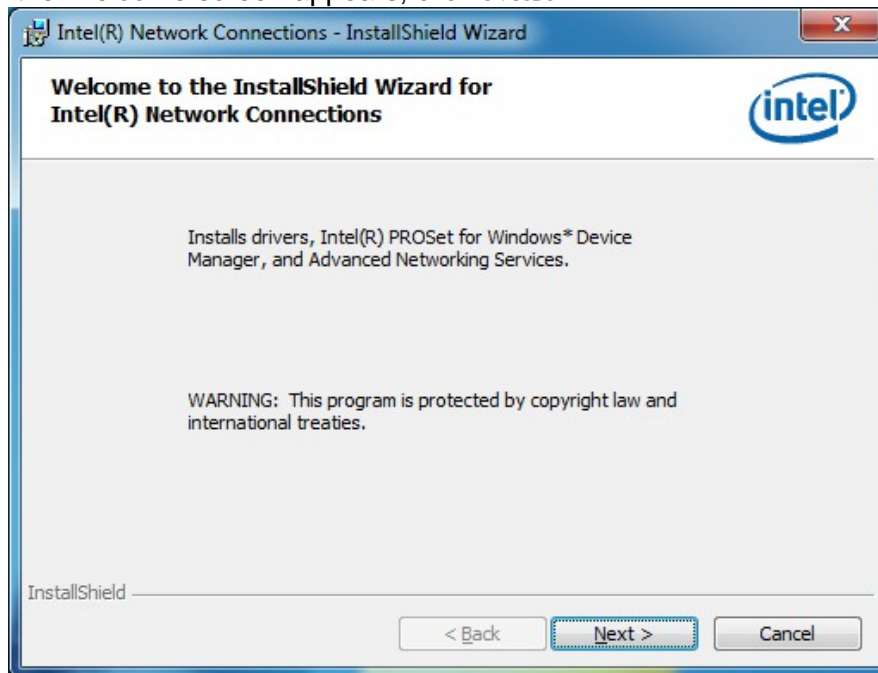 Intel(R) Network Connections - InstallShield Wizard
Welcome to the InstallShield Wizard for
Intel(R) Network Connections
intel
Installs drivers, Intel(R) PROSet for Windows* Device
Manager, and Advanced Networking Services.
WARNING: This program is protected by copyright law and
international treaties.
InstallShield
< Back
Next >
Cancel